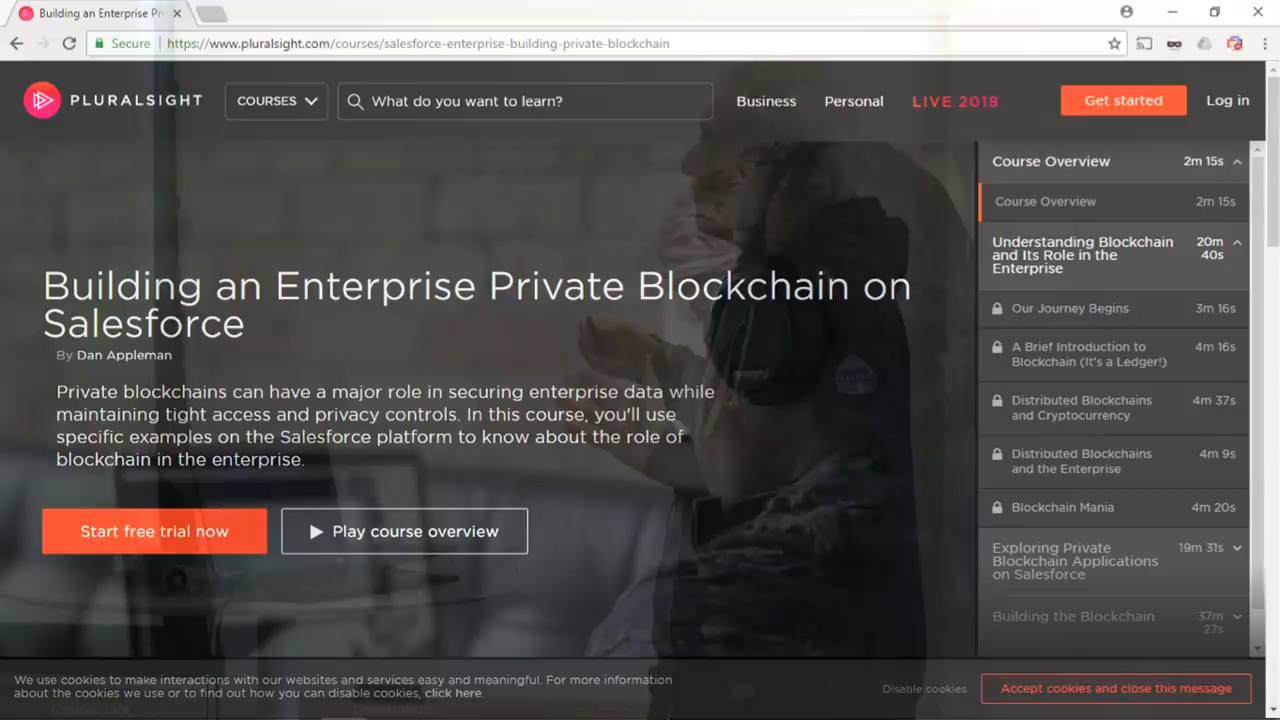 Building an Enterprise Pr
Secure
https://www.pluralsight.com/courses/salesforce-enterprise-building-private-blockchain
PLURALSIGHT
COURSES
What do you want to learn?
Business
Personal
LIVE 2018
Get started
Log in
Building an Enterprise Private Blockchain on
Salesforce
By Dan Appleman
Private blockchains can have a major role in securing enterprise data while
maintaining tight access and privacy controls. In this course, you'll use
specific examples on the Salesforce platform to know about the role of
blockchain in the enterprise.
Start free trial now
Play course overview
Course Overview 2m 15s
Course Overview 2m 15s
Understanding Blockchain 20m
and Its Role in the 40s
Enterprise
Our Journey Begins 3m 16s
A Brief Introduction to 4m 16s
Blockchain (It's a Ledger!)
Distributed Blockchains 4m 37s
and Cryptocurrency
Distributed Blockchains 4m 9s
and the Enterprise
Blockchain Mania 4m 20s
Exploring Private 19m 31s
Blockchain Applications
on Salesforce
Building the Blockchain 37m
27s
We use cookies to make interactions with our websites and services easy and meaningful. For more information
about the cookies we use or to find out how you can disable cookies, click here.
Disable cookies
Accept cookies and close this message